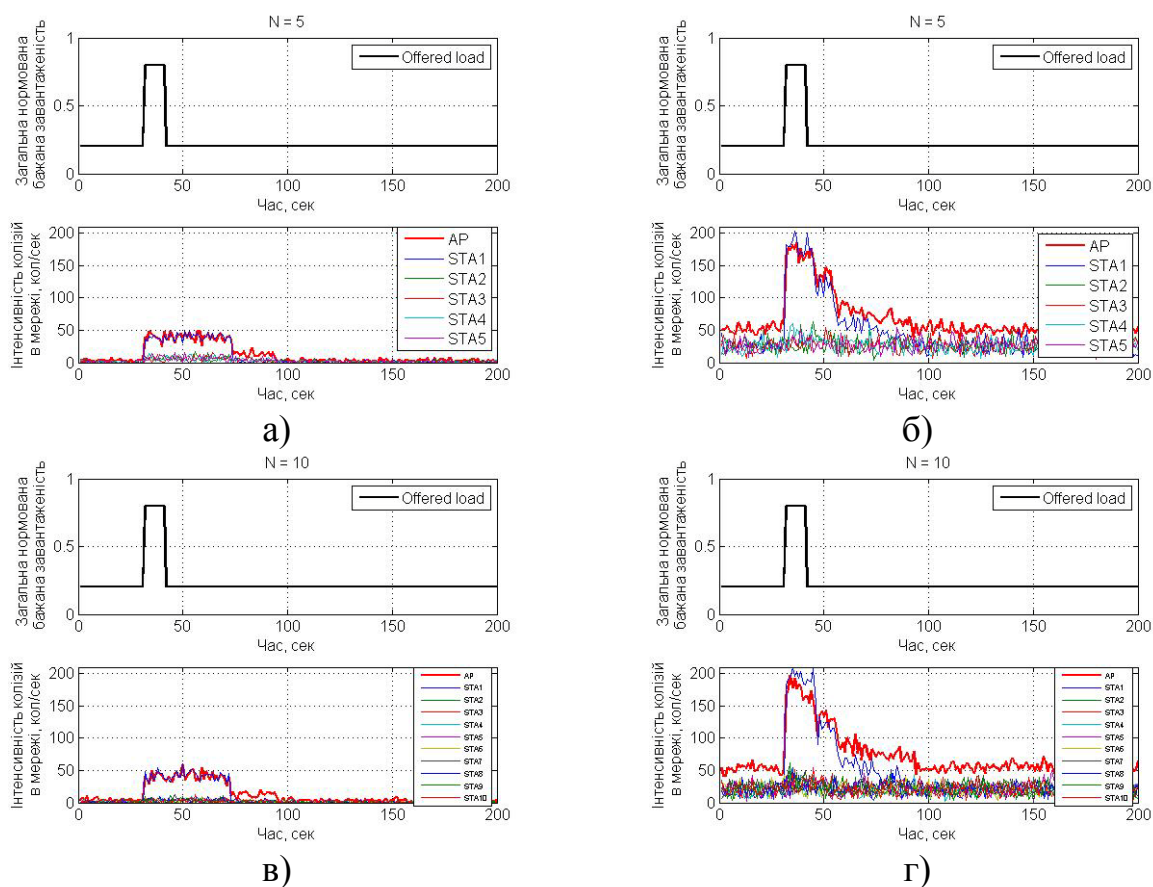 N = 5
Загальна нормована
бажана завантаженість
1
0.5
0
Offered load
0 50 100 150 200
Час, сек
Інтенсивність колізій
в мережі, кол/сек
200
150
100
50
0
AP
STA1
STA2
STA3
STA4
STA5
0 50 100 150 200
Час, сек
а)
N = 5
Загальна нормована
бажана завантаженість
1
0.5
0
Offered load
0 50 100 150 200
Час, сек
Інтенсивність колізій
в мережі, кол/сек
200
150
100
50
0
AP
STA1
STA2
STA3
STA4
STA5
0 50 100 150 200
Час, сек
б)
N = 10
Загальна нормована
бажана завантаженість
1
0.5
0
Offered load
0 50 100 150 200
Час, сек
Інтенсивність колізій
в мережі, кол/сек
200
150
100
50
0
AP
STA1
STA2
STA3
STA4
STA5
STA6
STA7
STA8
STA9
STA10
0 50 100 150 200
Час, сек
в)
N = 10
Загальна нормована
бажана завантаженість
1
0.5
0
Offered load
0 50 100 150 200
Час, сек
Інтенсивність колізій
в мережі, кол/сек
200
150
100
50
0
AP
STA1
STA2
STA3
STA4
STA5
STA6
STA7
STA8
STA9
STA10
0 50 100 150 200
Час, сек
г)